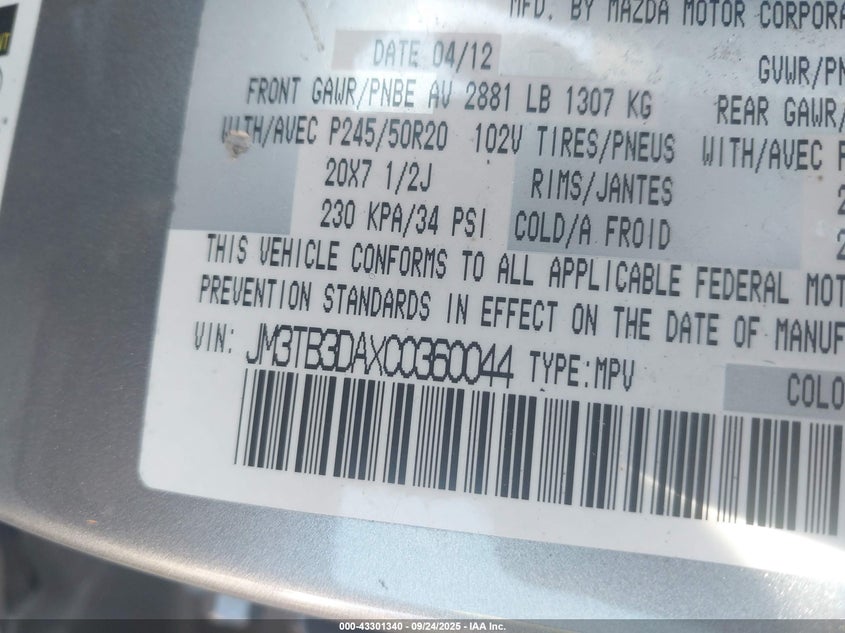 MFD. BY MAZDA MOTOR
DATE 04/12
GVWR/PN
FRONT GAWR/PNBE AV 2881 LB 1307 KG REAR GAWR/
WITH/AVEC P245/50R20 102V TIRES/PNEUS WITH/AVEC
20X7 1/2J RIMS/JANTES
230 KPA/34 PSI COLD/A FROID
THIS VEHICLE CONFORMS TO ALL APPLICABLE FEDERAL MOT
PREVENTION STANDARDS IN EFFECT ON THE DATE OF MANUF
VIN: JM3TB3DAXC0360044 TYPE:MPV
COLO
000-43301340 - 09/24/2025 - IAA Inc.